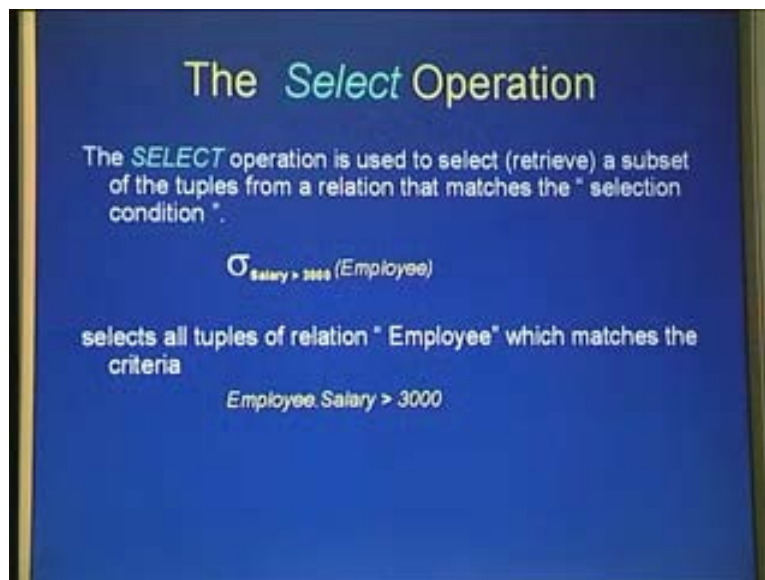 The Select Operation
The SELECT operation is used to select (retrieve) a subset
of the tuples from a relation that matches the " selection
condition ".
σ Salary > 3000 (Employee)
selects all tuples of relation " Employee" which matches the
criteria
Employee.Salary > 3000